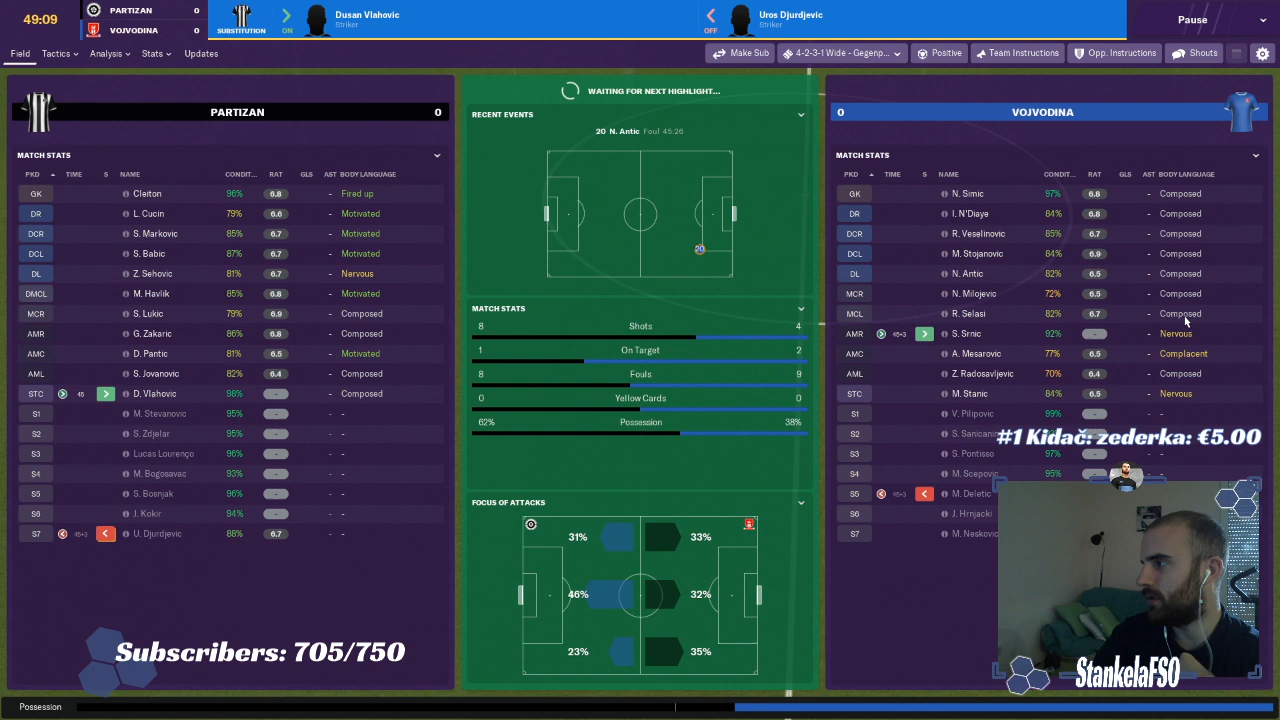 49:09
PARTIZAN 0
VOJVODINA 0
SUBSTITUTION
ON
Dusan Vlahovic
Striker
OFF
Uros Djurdjevic
Striker
Pause
Field Tactics Analysis Stats Updates
Make Sub 4-2-3-1 Wide - Gegenp... Positive Team Instructions Opp. Instructions Shouts
PARTIZAN 0
MATCH STATS
PKD TIME S NAME CONDIT... RAT GLS AST BODY LANGUAGE
GK Cleiton 96% 6.8 - Fired up
DR L. Cucin 79% 6.6 - Motivated
DCR S. Markovic 85% 6.7 - Motivated
DCL S. Babic 87% 6.7 - Motivated
DL Z. Sehovic 81% 6.7 - Nervous
DMCL M. Havlik 85% 6.8 - Motivated
MCR S. Lukic 79% 6.9 - Composed
AMR G. Zakaric 86% 6.8 - Composed
AMC D. Pantic 81% 6.5 - Motivated
AML S. Jovanovic 82% 6.4 - Composed
STC 45 D. Vlahovic 98% - - Composed
S1 M. Stevanovic 95% - - -
S2 S. Zdjelar 95% - - -
S3 Lucas Lourenço 96% - - -
S4 M. Bogosavac 93% - - -
S5 S. Bosnjak 96% - - -
S6 J. Kokir 94% - - -
S7 45+3 U. Djurdjevic 88% 6.7 - -
WAITING FOR NEXT HIGHLIGHT...
RECENT EVENTS
20 N. Antic Foul 45:26
20
MATCH STATS
8 Shots 4
1 On Target 2
8 Fouls 9
0 Yellow Cards 0
62% Possession 38%
FOCUS OF ATTACKS
31% 33%
46% 32%
23% 35%
0 VOJVODINA
MATCH STATS
PKD TIME S NAME CONDIT... RAT GLS AST BODY LANGUAGE
GK N. Simic 97% 6.8 - Composed
DR I. N'Diaye 84% 6.8 - Composed
DCR R. Veselinovic 85% 6.7 - Composed
DCL M. Stojanovic 84% 6.9 - Composed
DL N. Antic 82% 6.5 - Composed
MCR N. Milojevic 72% 6.5 - Composed
MCL R. Selasi 82% 6.7 - Composed
AMR 45+3 S. Srnic 92% - - Nervous
AMC A. Mesarovic 77% 6.5 - Complacent
AML Z. Radosavljevic 70% 6.4 - Composed
STC M. Stanic 84% 6.5 - Nervous
S1 V. Pilipovic 99% - - -
S2 S. Sanicanin
S3 S. Pontisso 97% - - -
S4 M. Scepovic 95% -
S5 45+3 M. Deletic
S6 J. Hrnjacki
S7 M. Neskovic
#1 Kidač: zederka: €5.00
Subscribers: 705/750
StankelaFSO
Possession